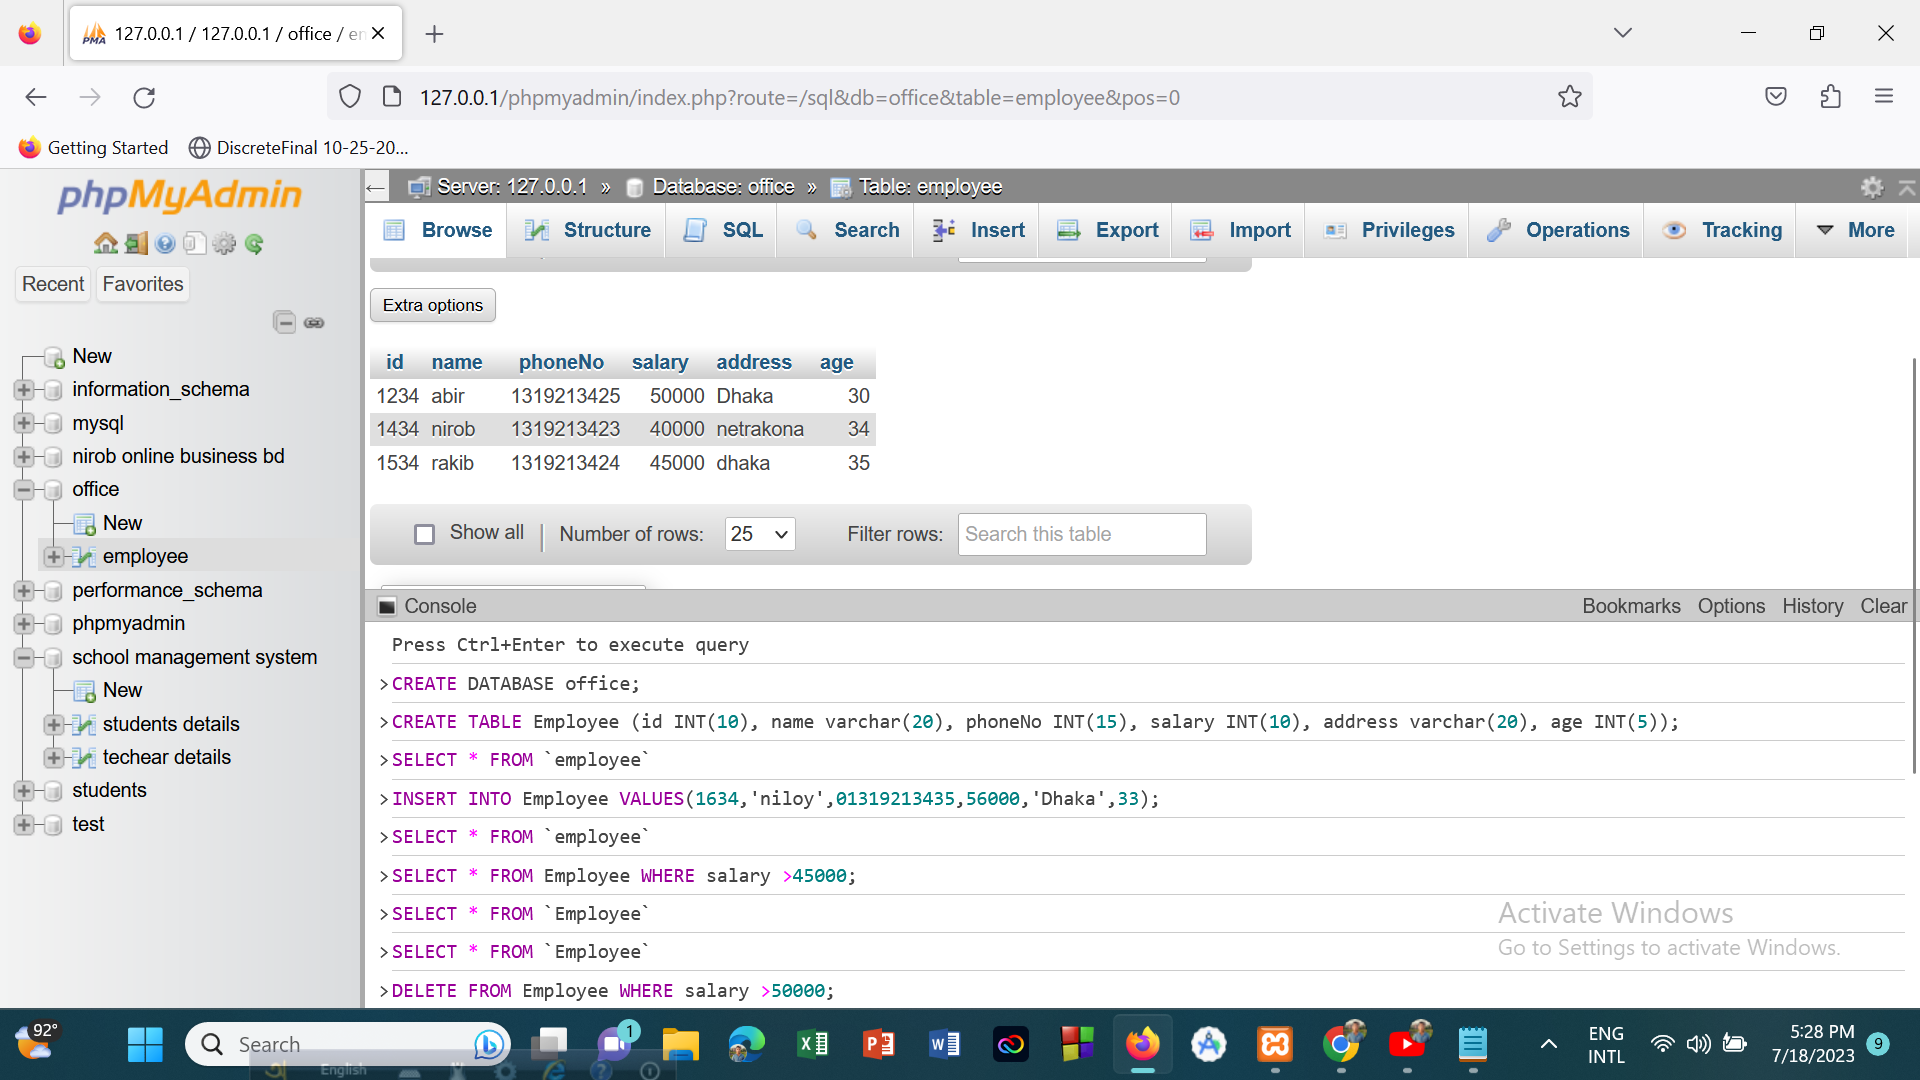 127.0.0.1 / 127.0.0.1 / office / en
127.0.0.1/phpmyadmin/index.php?route=/sql&db=office&table=employee&pos=0
Getting Started
DiscreteFinal 10-25-20...
phpMyAdmin
Recent
Favorites
New
information_schema
mysql
nirob online business bd
office
New
employee
performance_schema
phpmyadmin
school management system
New
students details
techear details
students
test
Server: 127.0.0.1 » Database: office » Table: employee
Browse Structure SQL Search Insert Export Import Privileges Operations Tracking More
Extra options
id name phoneNo salary address age
1234 abir 1319213425 50000 Dhaka 30
1434 nirob 1319213423 40000 netrakona 34
1534 rakib 1319213424 45000 dhaka 35
Show all Number of rows: 25 Filter rows: Search this table
Console Bookmarks Options History Clear
Press Ctrl+Enter to execute query
>CREATE DATABASE office;
>CREATE TABLE Employee (id INT(10), name varchar(20), phoneNo INT(15), salary INT(10), address varchar(20), age INT(5));
>SELECT * FROM `employee`
>INSERT INTO Employee VALUES(1634,'niloy',01319213435,56000,'Dhaka',33);
>SELECT * FROM `employee`
>SELECT * FROM Employee WHERE salary >45000;
>SELECT * FROM `Employee`
>SELECT * FROM `Employee`
>DELETE FROM Employee WHERE salary >50000;
Activate Windows
Go to Settings to activate Windows.
92°
Search
1
ENG
INTL
5:28 PM
7/18/2023
9
English